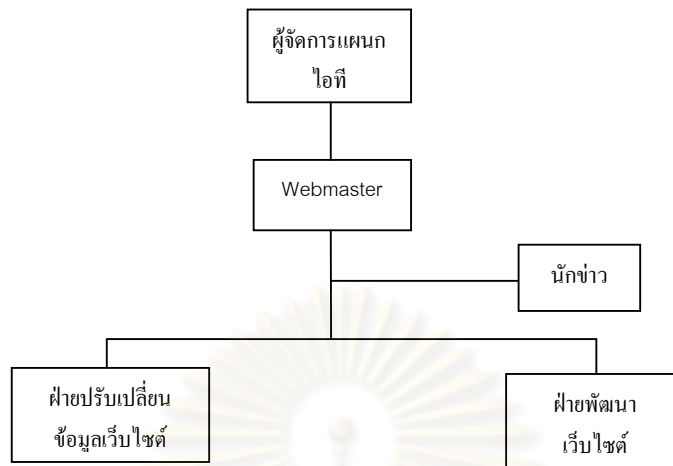 ผู้จัดการแผนก
ไอที
Webmaster
นักข่าว
ฝ่ายปรับเปลี่ยน
ข้อมูลเว็บไซต์
ฝ่ายพัฒนา
เว็บไซต์